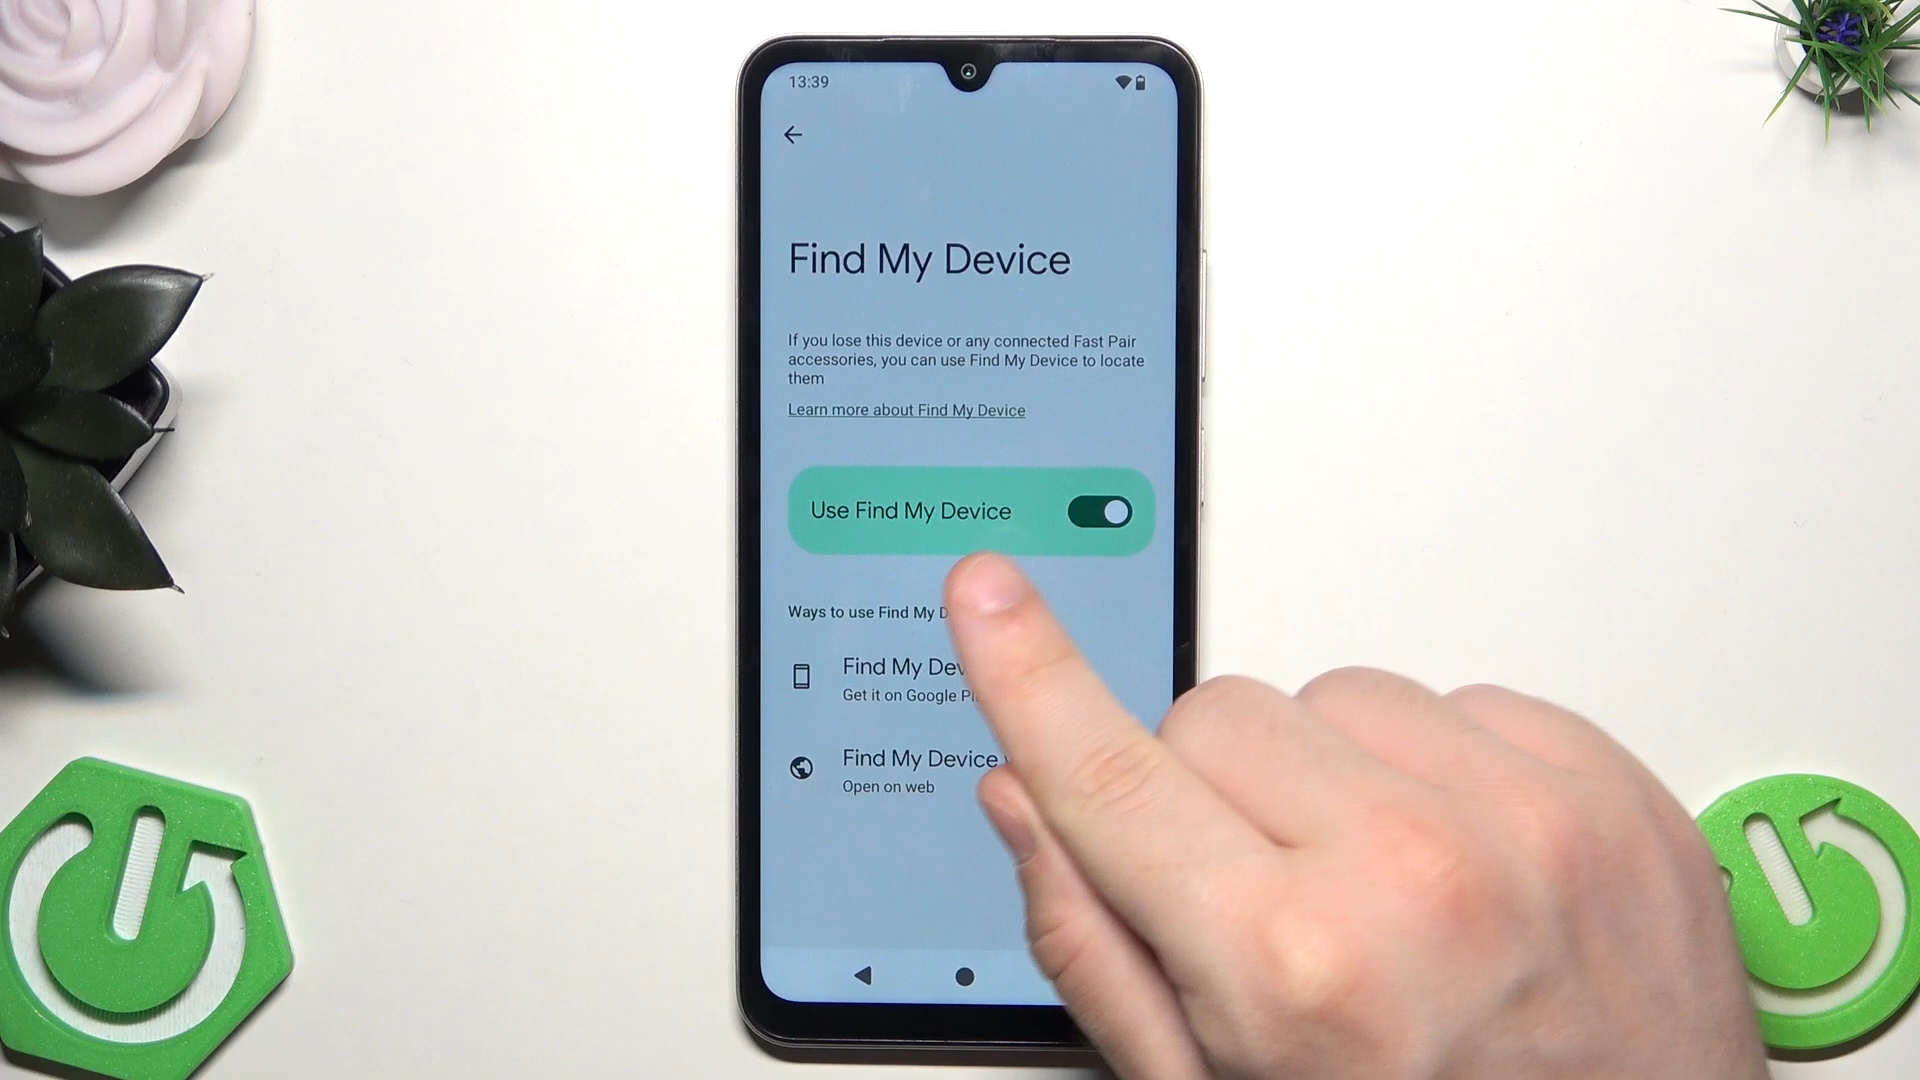 13:39
Find My Device
If you lose this device or any connected Fast Pair
accessories, you can use Find My Device to locate
them
Learn more about Find My Device
Use Find My Device
Ways to use Find My
Find My
Get it on Google
Find My Device
Open on web